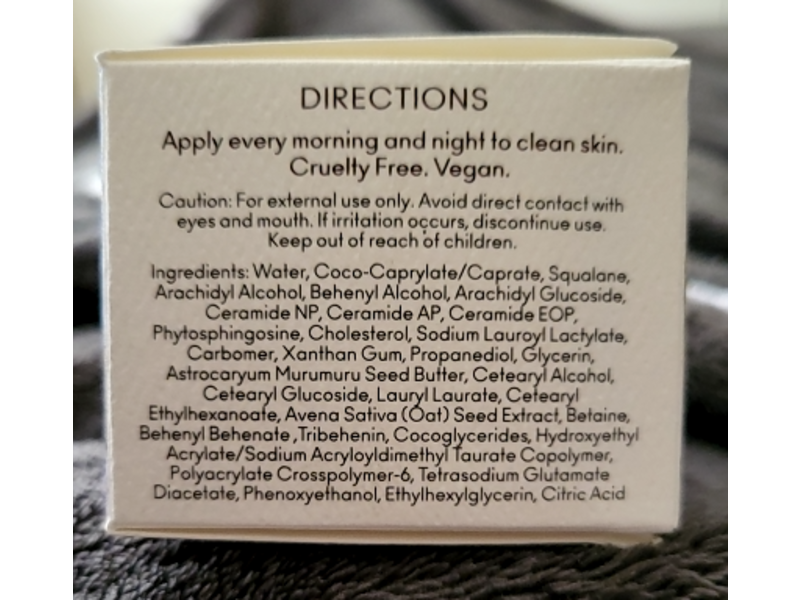 DIRECTIONS
Apply every morning and night to clean skin.
Cruelty Free. Vegan.
Caution: For external use only. Avoid direct contact with
eyes and mouth. If irritation occurs, discontinue use.
Keep out of reach of children.
Ingredients: Water, Coco-Caprylate/Caprate, Squalane,
Arachidyl Alcohol, Behenyl Alcohol, Arachidyl Glucoside,
Ceramide NP, Ceramide AP, Ceramide EOP,
Phytosphingosine, Cholesterol, Sodium Lauroyl Lactylate,
Carbomer, Xanthan Gum, Propanediol, Glycerin,
Astrocaryum Murumuru Seed Butter, Cetearyl Alcohol,
Cetearyl Glucoside, Lauryl Laurate, Cetearyl
Ethylhexanoate, Avena Sativa (Oat) Seed Extract, Betaine,
Behenyl Behenate ,Tribehenin, Cocoglycerides, Hydroxyethyl
Acrylate/Sodium Acryloyldimethyl Taurate Copolymer,
Polyacrylate Crosspolymer-6, Tetrasodium Glutamate
Diacetate, Phenoxyethanol, Ethylhexylglycerin, Citric Acid